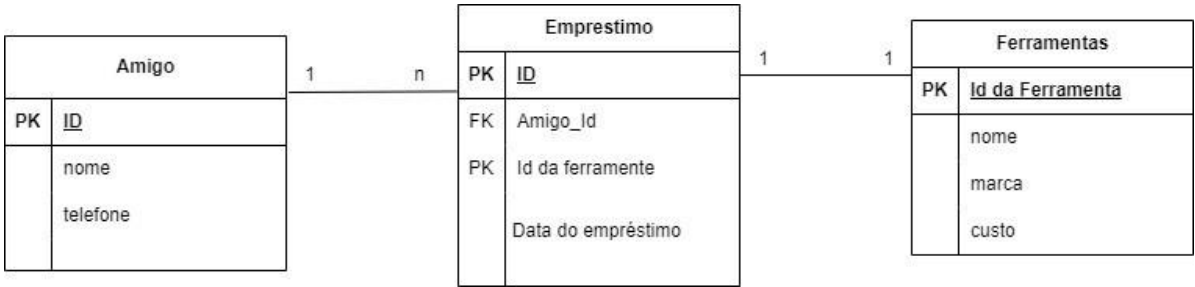 Amigo
PK ID
nome
telefone
1 n
Emprestimo
PK ID
FK Amigo_Id
PK Id da ferramente
Data do empréstimo
1 1
Ferramentas
PK Id da Ferramenta
nome
marca
custo